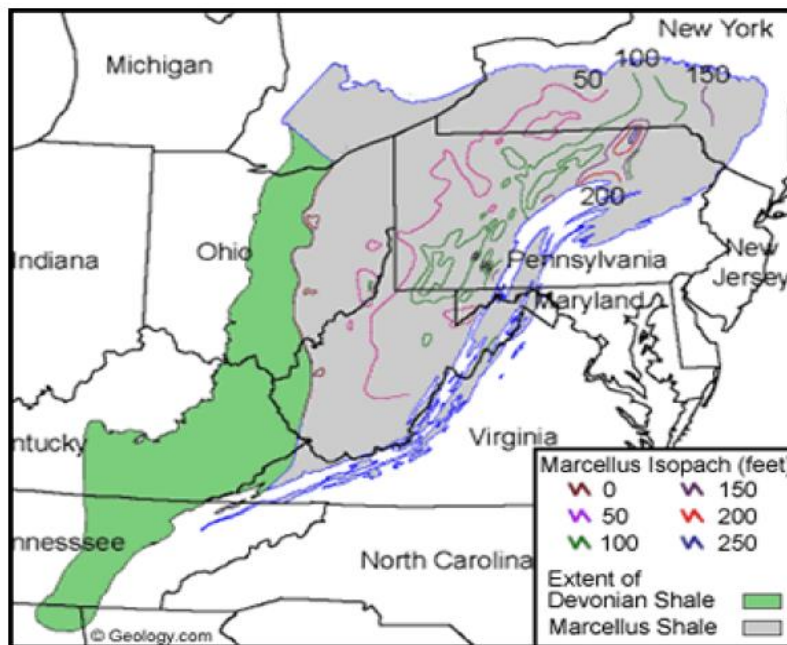 New York
Michigan
100
50
150
200
Ohio
Indiana
Pennsylvania
New
Jersey
Maryland
ntucky
Virginia
nnesssee
North Carolina
Marcellus Isopach (feet)
0 150
50 200
100 250
Extent of
Devonian Shale
Marcellus Shale
© Geology.com